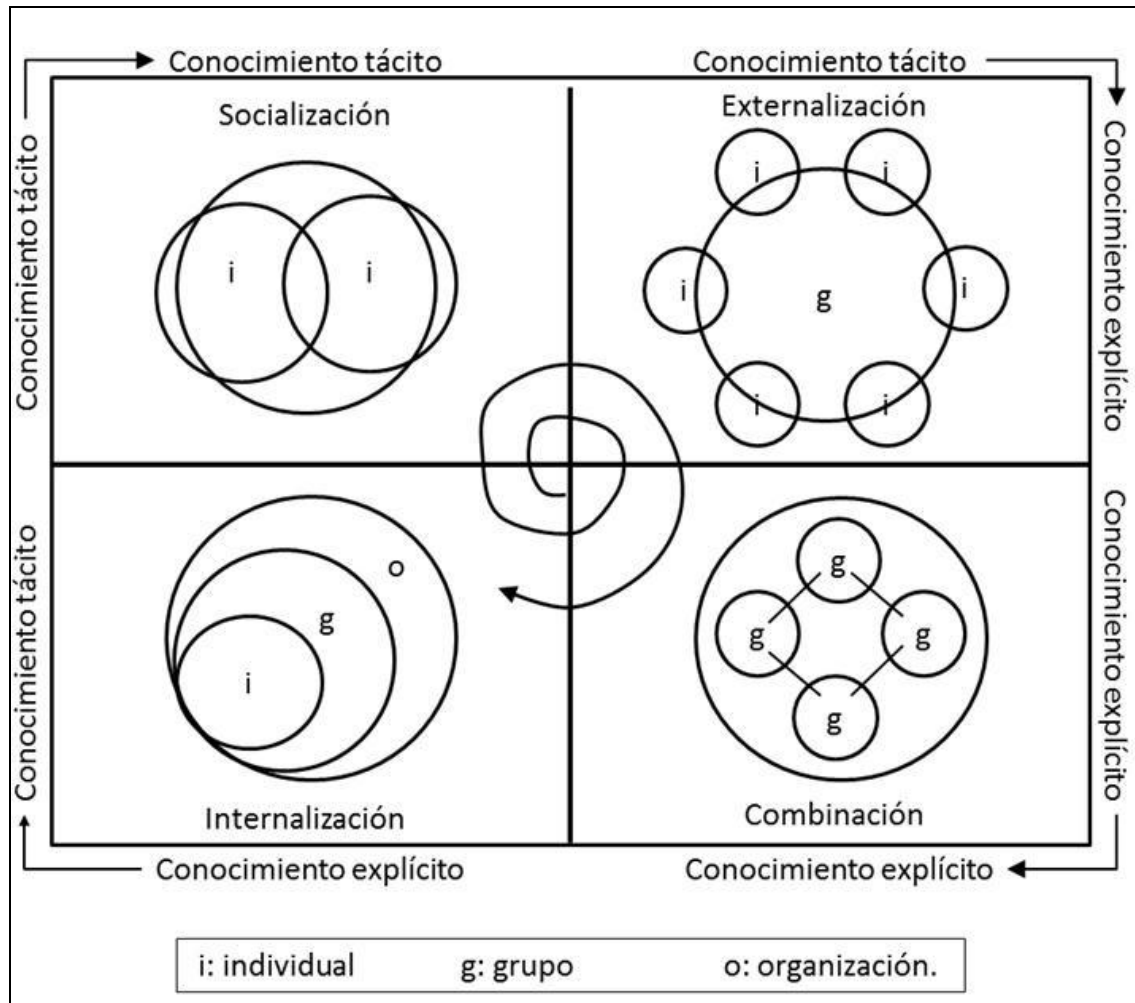 Conocimiento tácito
Conocimiento tácito
Conocimiento tácito
Socialización
i
i
Externalización
i
i
i
i
g
i
i
Conocimiento explícito
Conocimiento tácito
i
g
o
Internalización
g
g
g
g
Combinación
Conocimiento explícito
Conocimiento explícito
Conocimiento explícito
i: individual g: grupo o: organización.